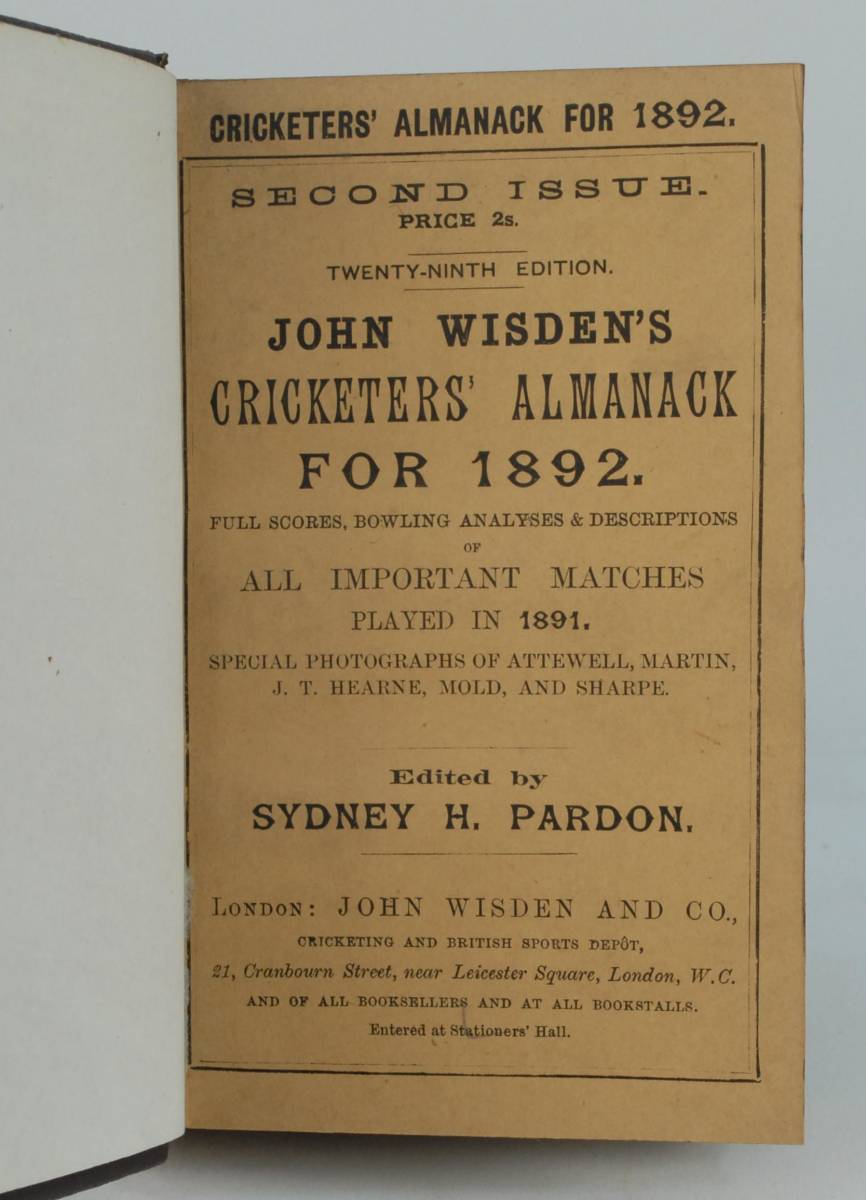 CRICKETERS' ALMANACK FOR 1892.
SECOND ISSUE.
PRICE 2s.
TWENTY-NINTH EDITION.
JOHN WISDEN'S
CRICKETERS' ALMANACK
FOR 1892.
FULL SCORES, BOWLING ANALYSES & DESCRIPTIONS
OF
ALL IMPORTANT MATCHES
PLAYED IN 1891.
SPECIAL PHOTOGRAPHS OF ATTEWELL, MARTIN,
J. T. HEARNE, MOLD, AND SHARPE.
Edited by
SYDNEY H. PARDON.
LONDON: JOHN WISDEN AND CO.,
CRICKETING AND BRITISH SPORTS DEPÔT,
21, Cranbourn Street, near Leicester Square, London, W.C.
AND OF ALL BOOKSELLERS AND AT ALL BOOKSTALLS.
Entered at Stationers' Hall.